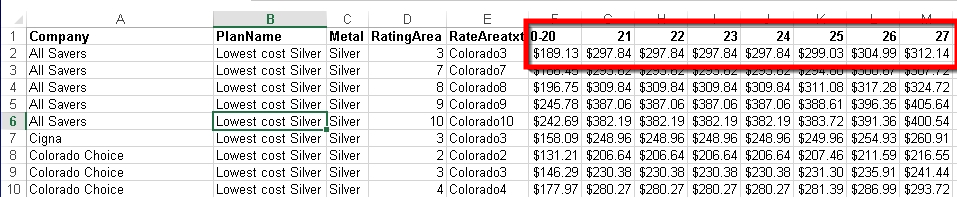 A B C D E
1 Company PlanName Metal RatingArea RateAreatxt 0-20 21 22 23 24 25 26 27
2 All Savers Lowest cost Silver Silver 3 Colorado3 $189.13 $297.84 $297.84 $297.84 $297.84 $299.03 $304.99 $312.14
3 All Savers Lowest cost Silver Silver 7 Colorado7
4 All Savers Lowest cost Silver Silver 8 Colorado8 $196.75 $309.84 $309.84 $309.84 $309.84 $311.08 $317.28 $324.72
5 All Savers Lowest cost Silver Silver 9 Colorado9 $245.78 $387.06 $387.06 $387.06 $387.06 $388.61 $396.35 $405.64
6 All Savers Lowest cost Silver Silver 10 Colorado10 $242.69 $382.19 $382.19 $382.19 $382.19 $383.72 $391.36 $400.54
7 Cigna Lowest cost Silver Silver 3 Colorado3 $158.09 $248.96 $248.96 $248.96 $248.96 $249.96 $254.93 $260.91
8 Colorado Choice Lowest cost Silver Silver 2 Colorado2 $131.21 $206.64 $206.64 $206.64 $206.64 $207.46 $211.59 $216.55
9 Colorado Choice Lowest cost Silver Silver 3 Colorado3 $146.29 $230.38 $230.38 $230.38 $230.38 $231.30 $235.91 $241.44
10 Colorado Choice Lowest cost Silver Silver 4 Colorado4 $177.97 $280.27 $280.27 $280.27 $280.27 $281.39 $286.99 $293.72